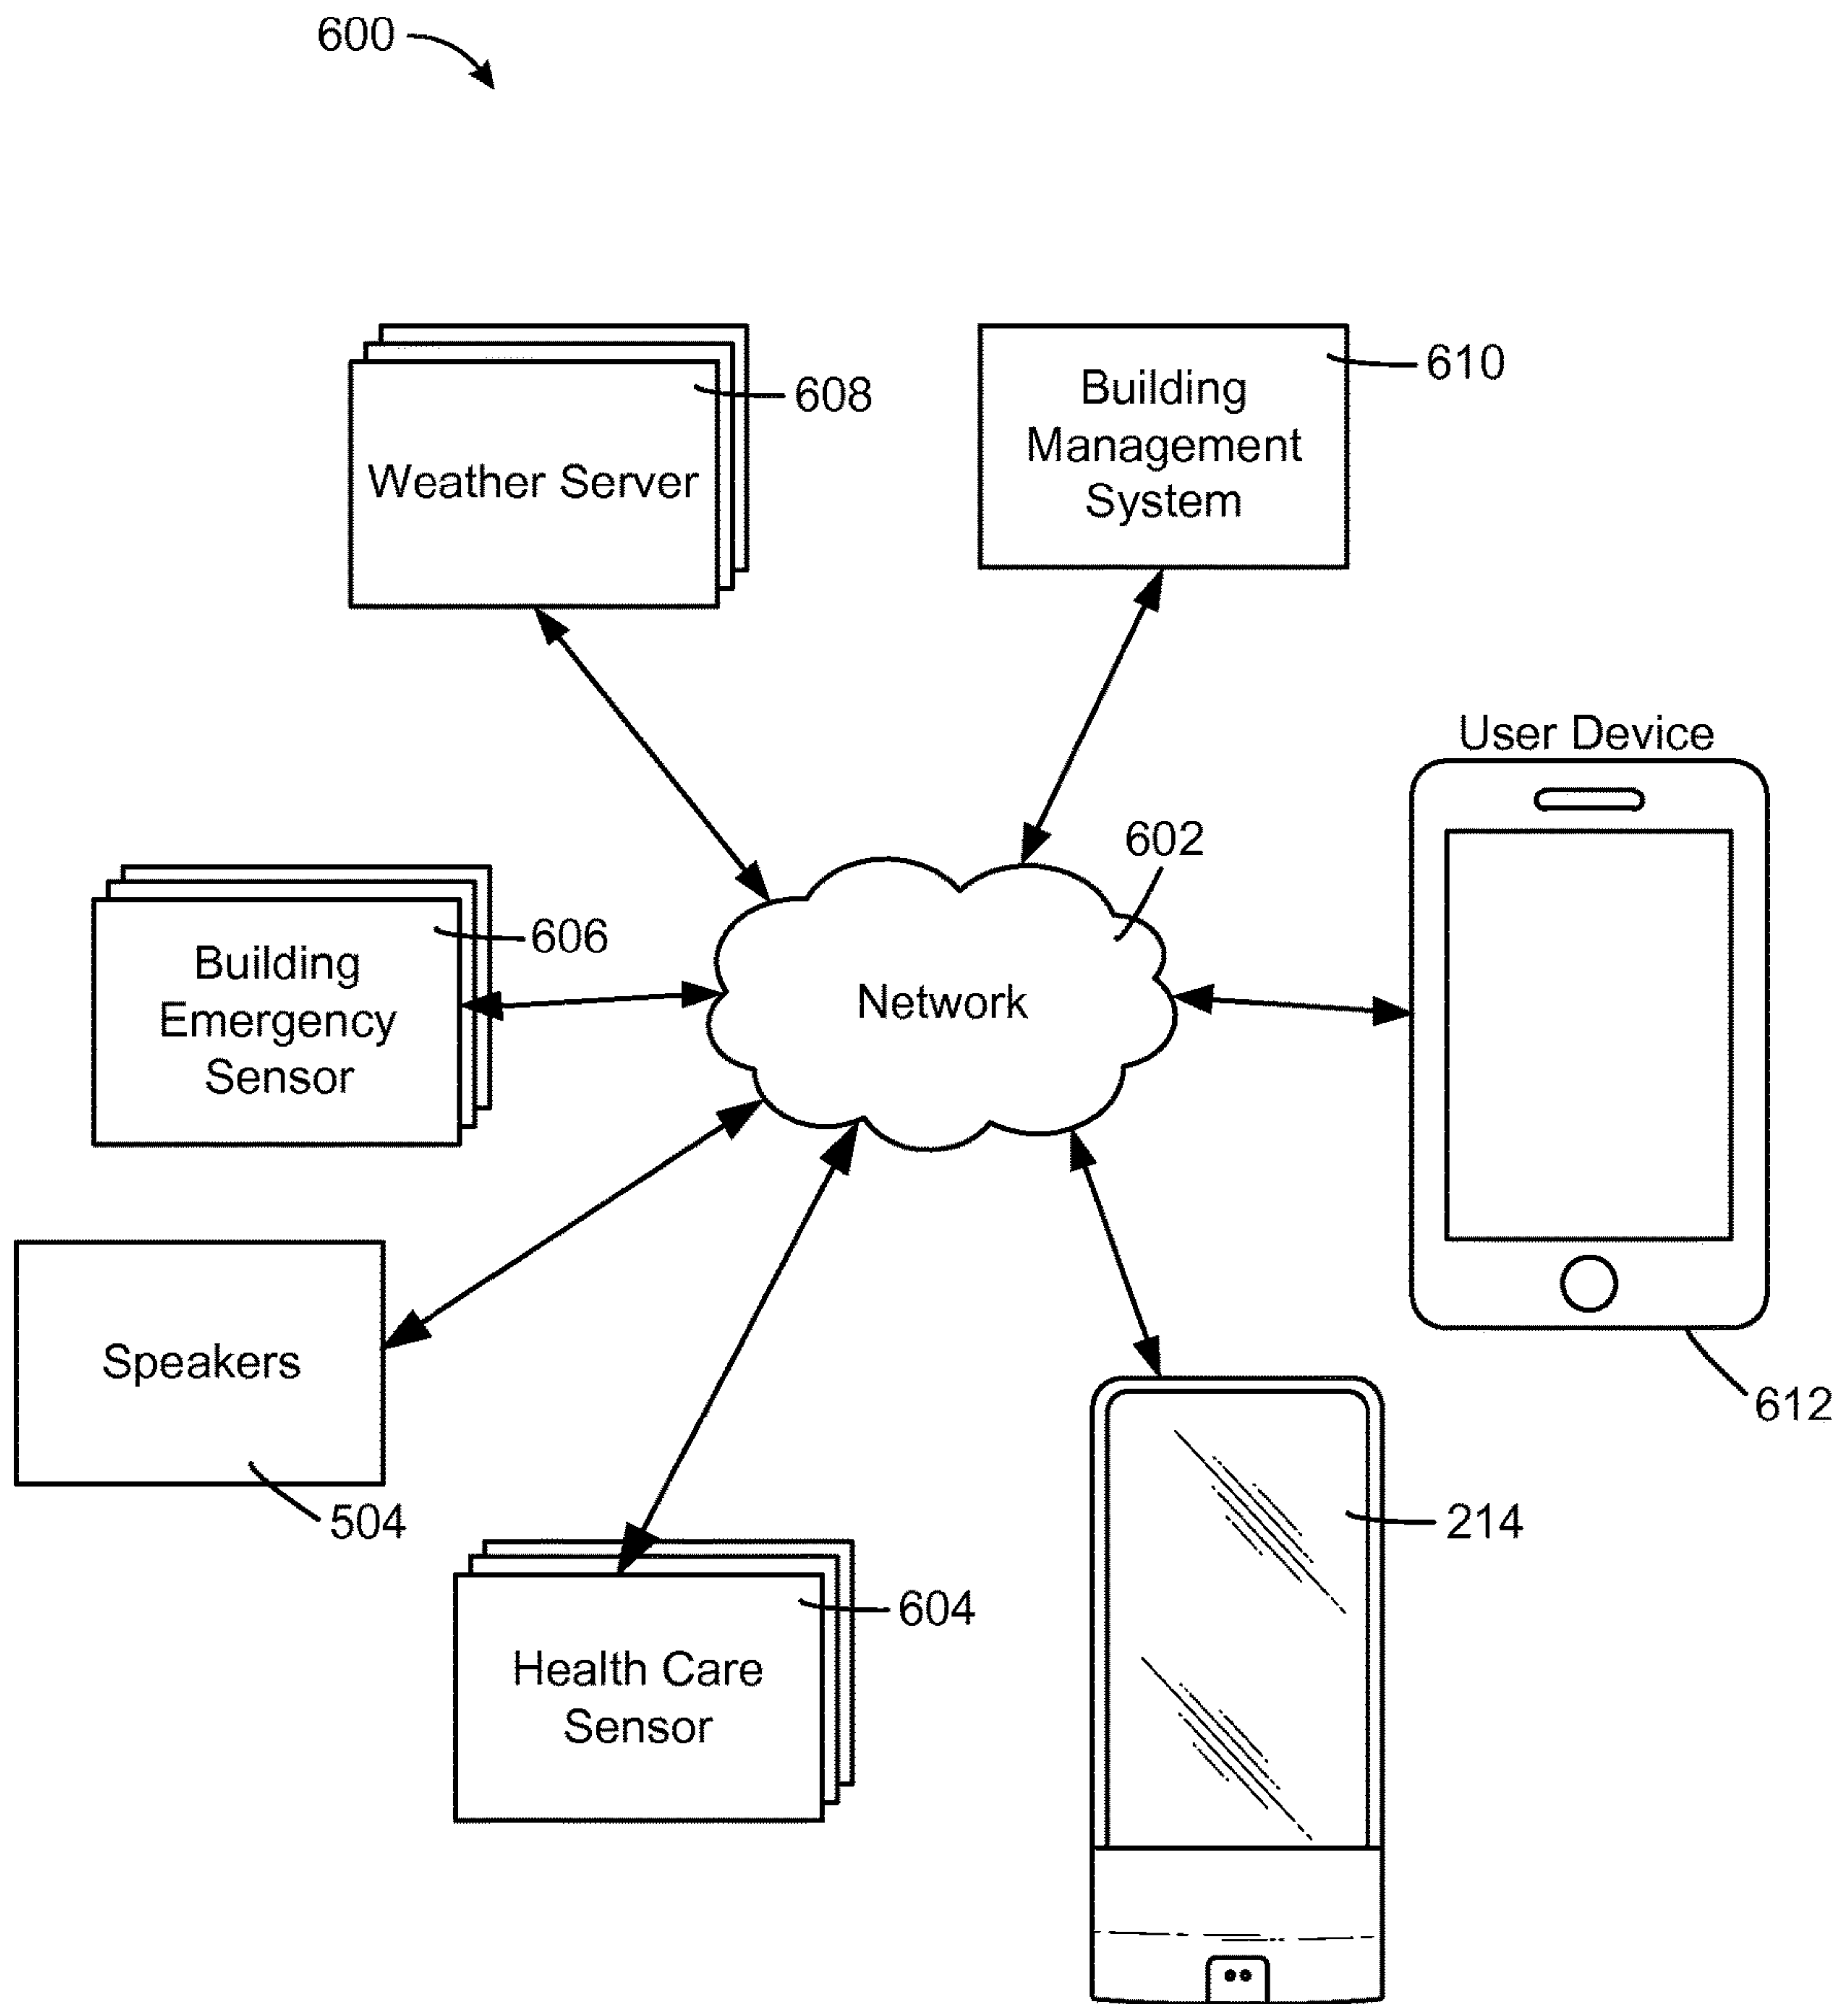 600
608
Weather Server
610
Building
Management
System
User Device
602
606
Building
Emergency
Sensor
Network
Speakers
504
612
214
604
Health Care
Sensor